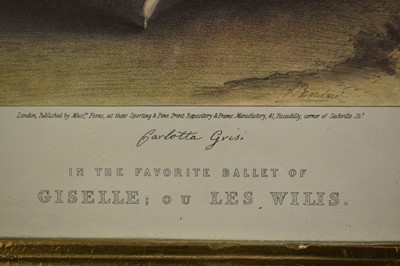 London, Published by Mess.rs Fores, at their Sporting & Fine Print Repository & Frame Manufactory, 41, Piccadilly, corner of Sackville St.
Carlotta Grisi.
IN THE FAVORITE BALLET OF
GISELLE; OU LES WILIS.